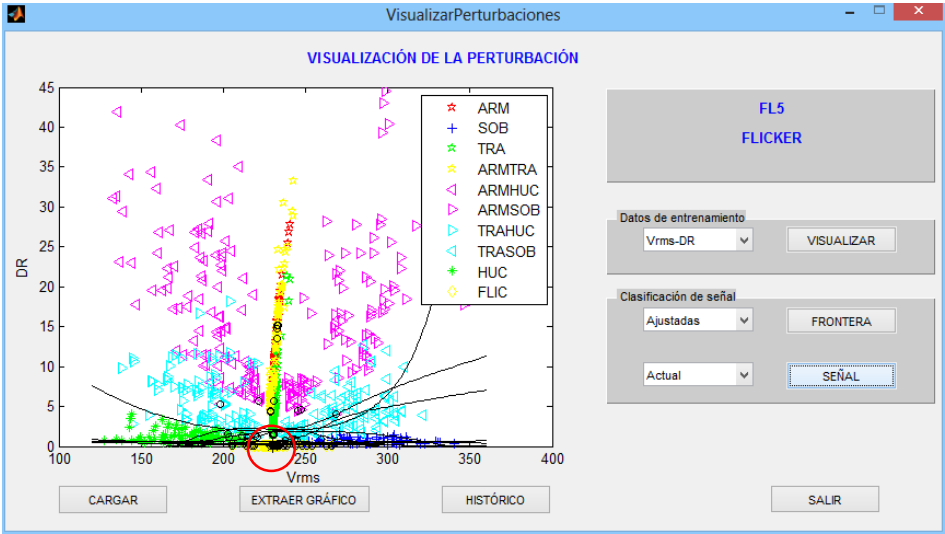 VisualizarPerturbaciones
VISUALIZACIÓN DE LA PERTURBACIÓN
45
40
35
30
25
20
15
10
5
0
DR
100
150
200
250
300
350
400
Vrms
ARM
SOB
TRA
ARMTRA
ARMHUC
ARMSOB
TRAHUC
TRASOB
HUC
FLIC
FL5
FLICKER
Datos de entrenamiento
Vrms-DR
VISUALIZAR
Clasificación de señal
Ajustadas
FRONTERA
Actual
SEÑAL
CARGAR
EXTRAER GRÁFICO
HISTÓRICO
SALIR